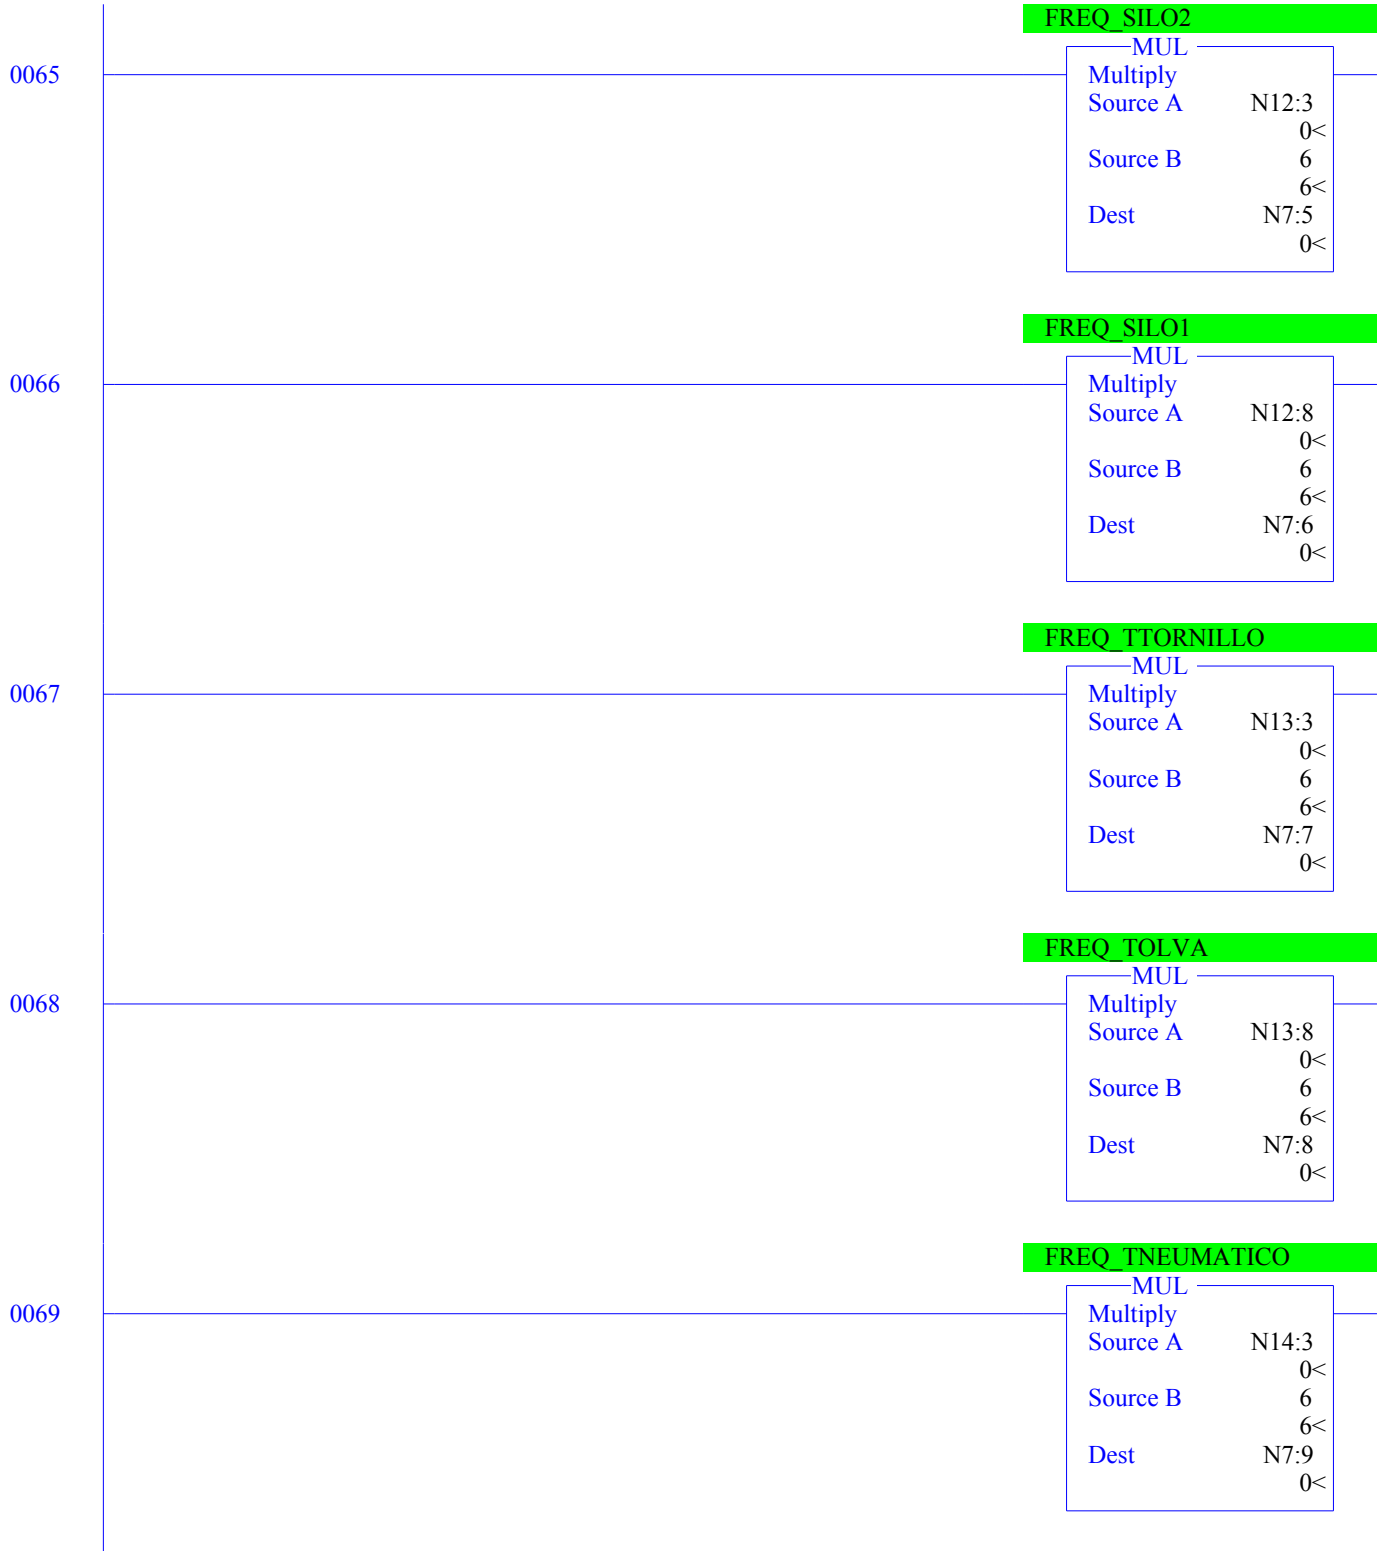 FREQ_SILO2
MUL
0065
Multiply
Source A N12:3
0<
Source B 6
6<
Dest N7:5
0<
FREQ_SILO1
MUL
0066
Multiply
Source A N12:8
0<
Source B 6
6<
Dest N7:6
0<
FREQ_TTORNILLO
MUL
0067
Multiply
Source A N13:3
0<
Source B 6
6<
Dest N7:7
0<
FREQ_TOLVA
MUL
0068
Multiply
Source A N13:8
0<
Source B 6
6<
Dest N7:8
0<
FREQ_TNEUMATICO
MUL
0069
Multiply
Source A N14:3
0<
Source B 6
6<
Dest N7:9
0<